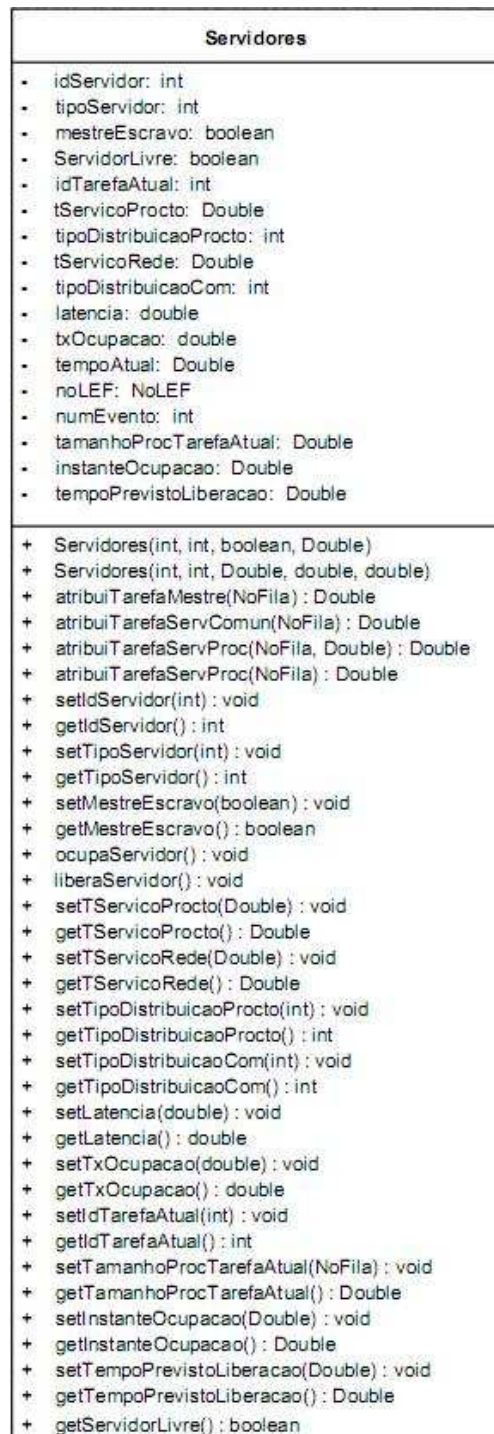 Servidores
- idServidor: int
- tipoServidor: int
- mestreEscravo: boolean
- ServidorLivre: boolean
- idTarefaAtual: int
- tServicoProcto: Double
- tipoDistribuicaoProcto: int
- tServicoRede: Double
- tipoDistribuicaoCom: int
- latencia: double
- txOcupacao: double
- tempoAtual: Double
- noLEF: NoLEF
- numEvento: int
- tamanhoProcTarefaAtual: Double
- instanteOcupacao: Double
- tempoPrevistoLiberacao: Double
+ Servidores(int, int, boolean, Double)
+ Servidores(int, int, Double, double, double)
+ atribuiTarefaMestre(NoFila) : Double
+ atribuiTarefaServComun(NoFila) : Double
+ atribuiTarefaServProc(NoFila, Double) : Double
+ atribuiTarefaServProc(NoFila) : Double
+ setIdServidor(int) : void
+ getIdServidor() : int
+ setTipoServidor(int) : void
+ getTipoServidor() : int
+ setMestreEscravo(boolean) : void
+ getMestreEscravo() : boolean
+ ocupaServidor() : void
+ liberaServidor() : void
+ setTServicoProcto(Double) : void
+ getTServicoProcto() : Double
+ setTServicoRede(Double) : void
+ getTServicoRede() : Double
+ setTipoDistribuicaoProcto(int) : void
+ getTipoDistribuicaoProcto() : int
+ setTipoDistribuicaoCom(int) : void
+ getTipoDistribuicaoCom() : int
+ setLatencia(double) : void
+ getLatencia() : double
+ setTxOcupacao(double) : void
+ getTxOcupacao() : double
+ setIdTarefaAtual(int) : void
+ getIdTarefaAtual() : int
+ setTamanhoProcTarefaAtual(NoFila) : void
+ getTamanhoProcTarefaAtual() : Double
+ setInstanteOcupacao(Double) : void
+ getInstanteOcupacao() : Double
+ setTempoPrevistoLiberacao(Double) : void
+ getTempoPrevistoLiberacao() : Double
+ getServidorLivre() : boolean